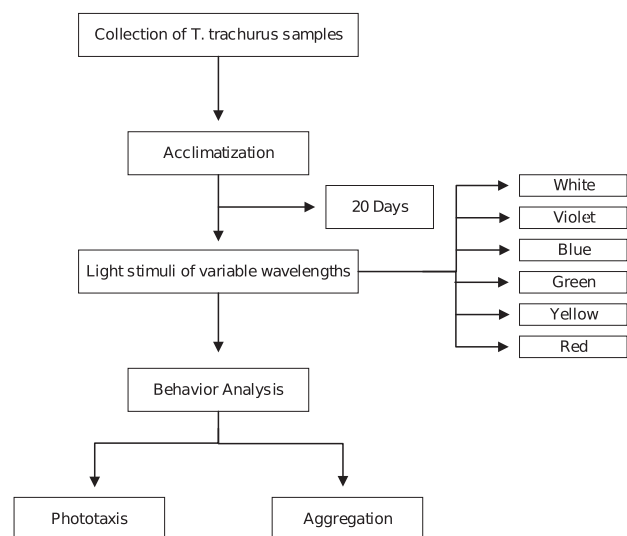 Collection of T. trachurus samples
Acclimatization
20 Days
Light stimuli of variable wavelengths
White
Violet
Blue
Green
Yellow
Red
Behavior Analysis
Phototaxis
Aggregation